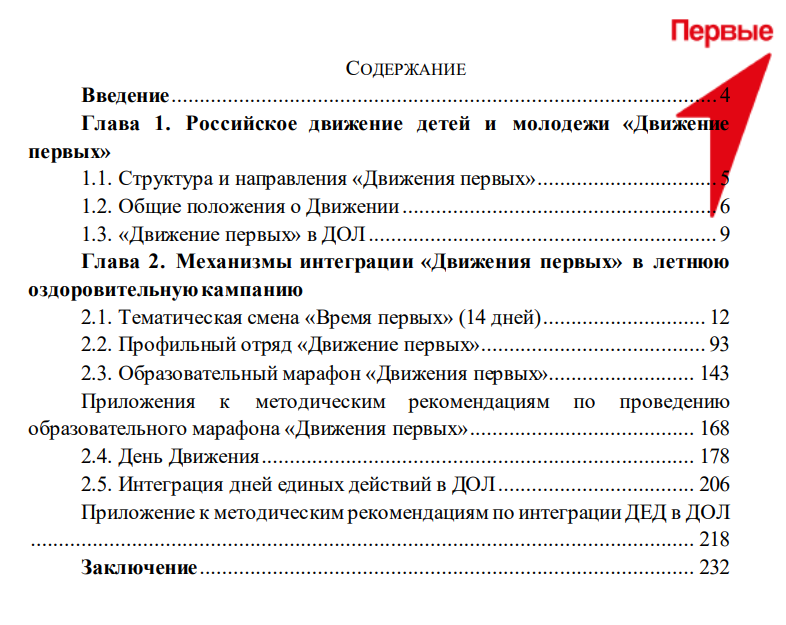 Первые
СОДЕРЖАНИЕ
Введение.......................................................................................................... 4
Глава 1. Российское движение детей и молодежи «Движение
первых»
1.1. Структура и направления «Движения первых»................................. 5
1.2. Общие положения о Движении........................................................... 6
1.3. «Движение первых» в ДОЛ................................................................. 9
Глава 2. Механизмы интеграции «Движения первых» в летнюю
оздоровительную кампанию
2.1. Тематическая смена «Время первых» (14 дней)............................... 12
2.2. Профильный отряд «Движение первых»........................................... 93
2.3. Образовательный марафон «Движения первых».............................. 143
Приложения к методическим рекомендациям по проведению
образовательного марафона «Движения первых»........................................... 168
2.4. День Движения..................................................................................... 178
2.5. Интеграция дней единых действий в ДОЛ........................................ 206
Приложение к методическим рекомендациям по интеграции ДЕД в ДОЛ
............................................................................................................................. 218
Заключение................................................................................................... 232